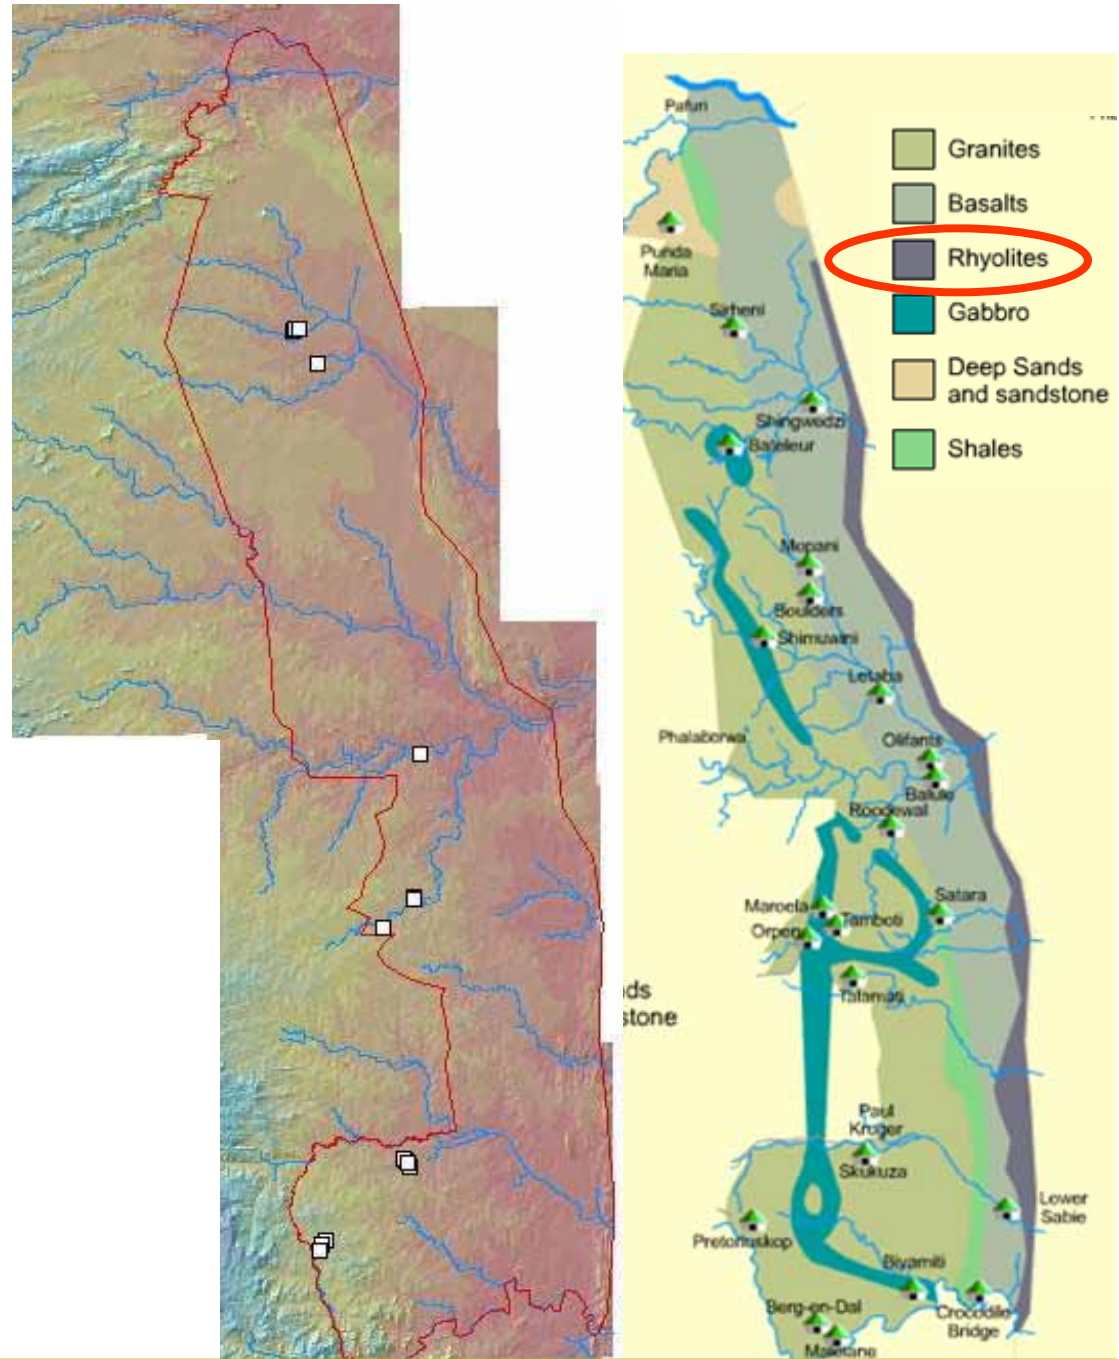 Pafuri
Granites
Basalts
Rhyolites
Gabbro
Deep Sands
and sandstone
Shales
Punda
Maria
Sirheni
Shingwedzi
Bateleur
Mopani
Boulders
Shimuwini
Letaba
Phalaborwa
Olifants
Balule
Roodewal
Maroela
Tamboti
Orpen
Satara
Talamati
ds
stone
Paul
Kruger
Skukuza
Lower
Sabie
Pretoriuskop
Biyamiti
Berg-en-Dal
Malelane
Crocodile
Bridge